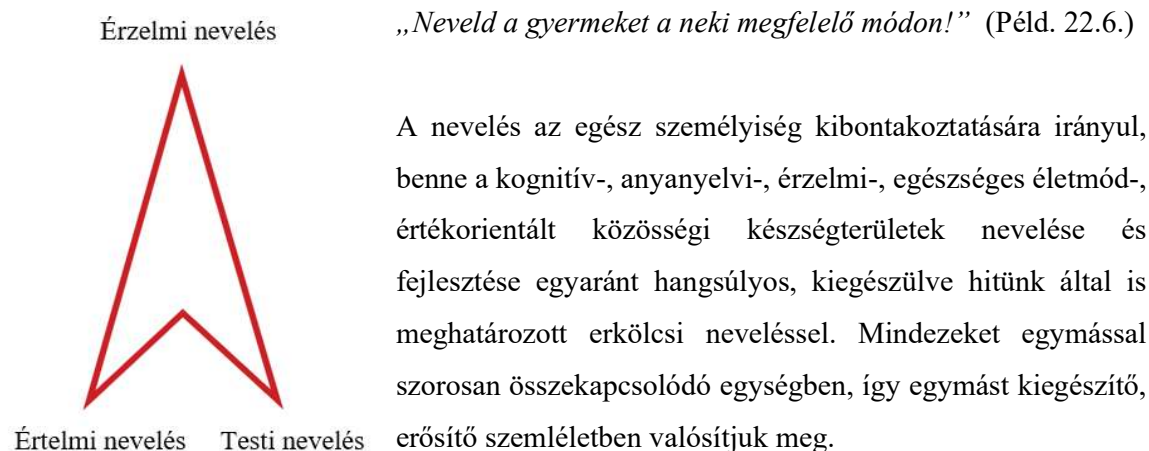 Érzelmi nevelés
Értelmi nevelés
Testi nevelés
„Neveld a gyermeket a neki megfelelő módon!” (Péld. 22.6.)
A nevelés az egész személyiség kibontakoztatására irányul,
benne a kognitív-, anyanyelvi-, érzelmi-, egészséges életmód-,
értékorientált közösségi készségterületek nevelése és
fejlesztése egyaránt hangsúlyos, kiegészülve hitünk által is
meghatározott erkölcsi neveléssel. Mindezeket egymással
szorosan összekapcsolódó egységben, így egymást kiegészítő,
erősítő szemléletben valósítjuk meg.